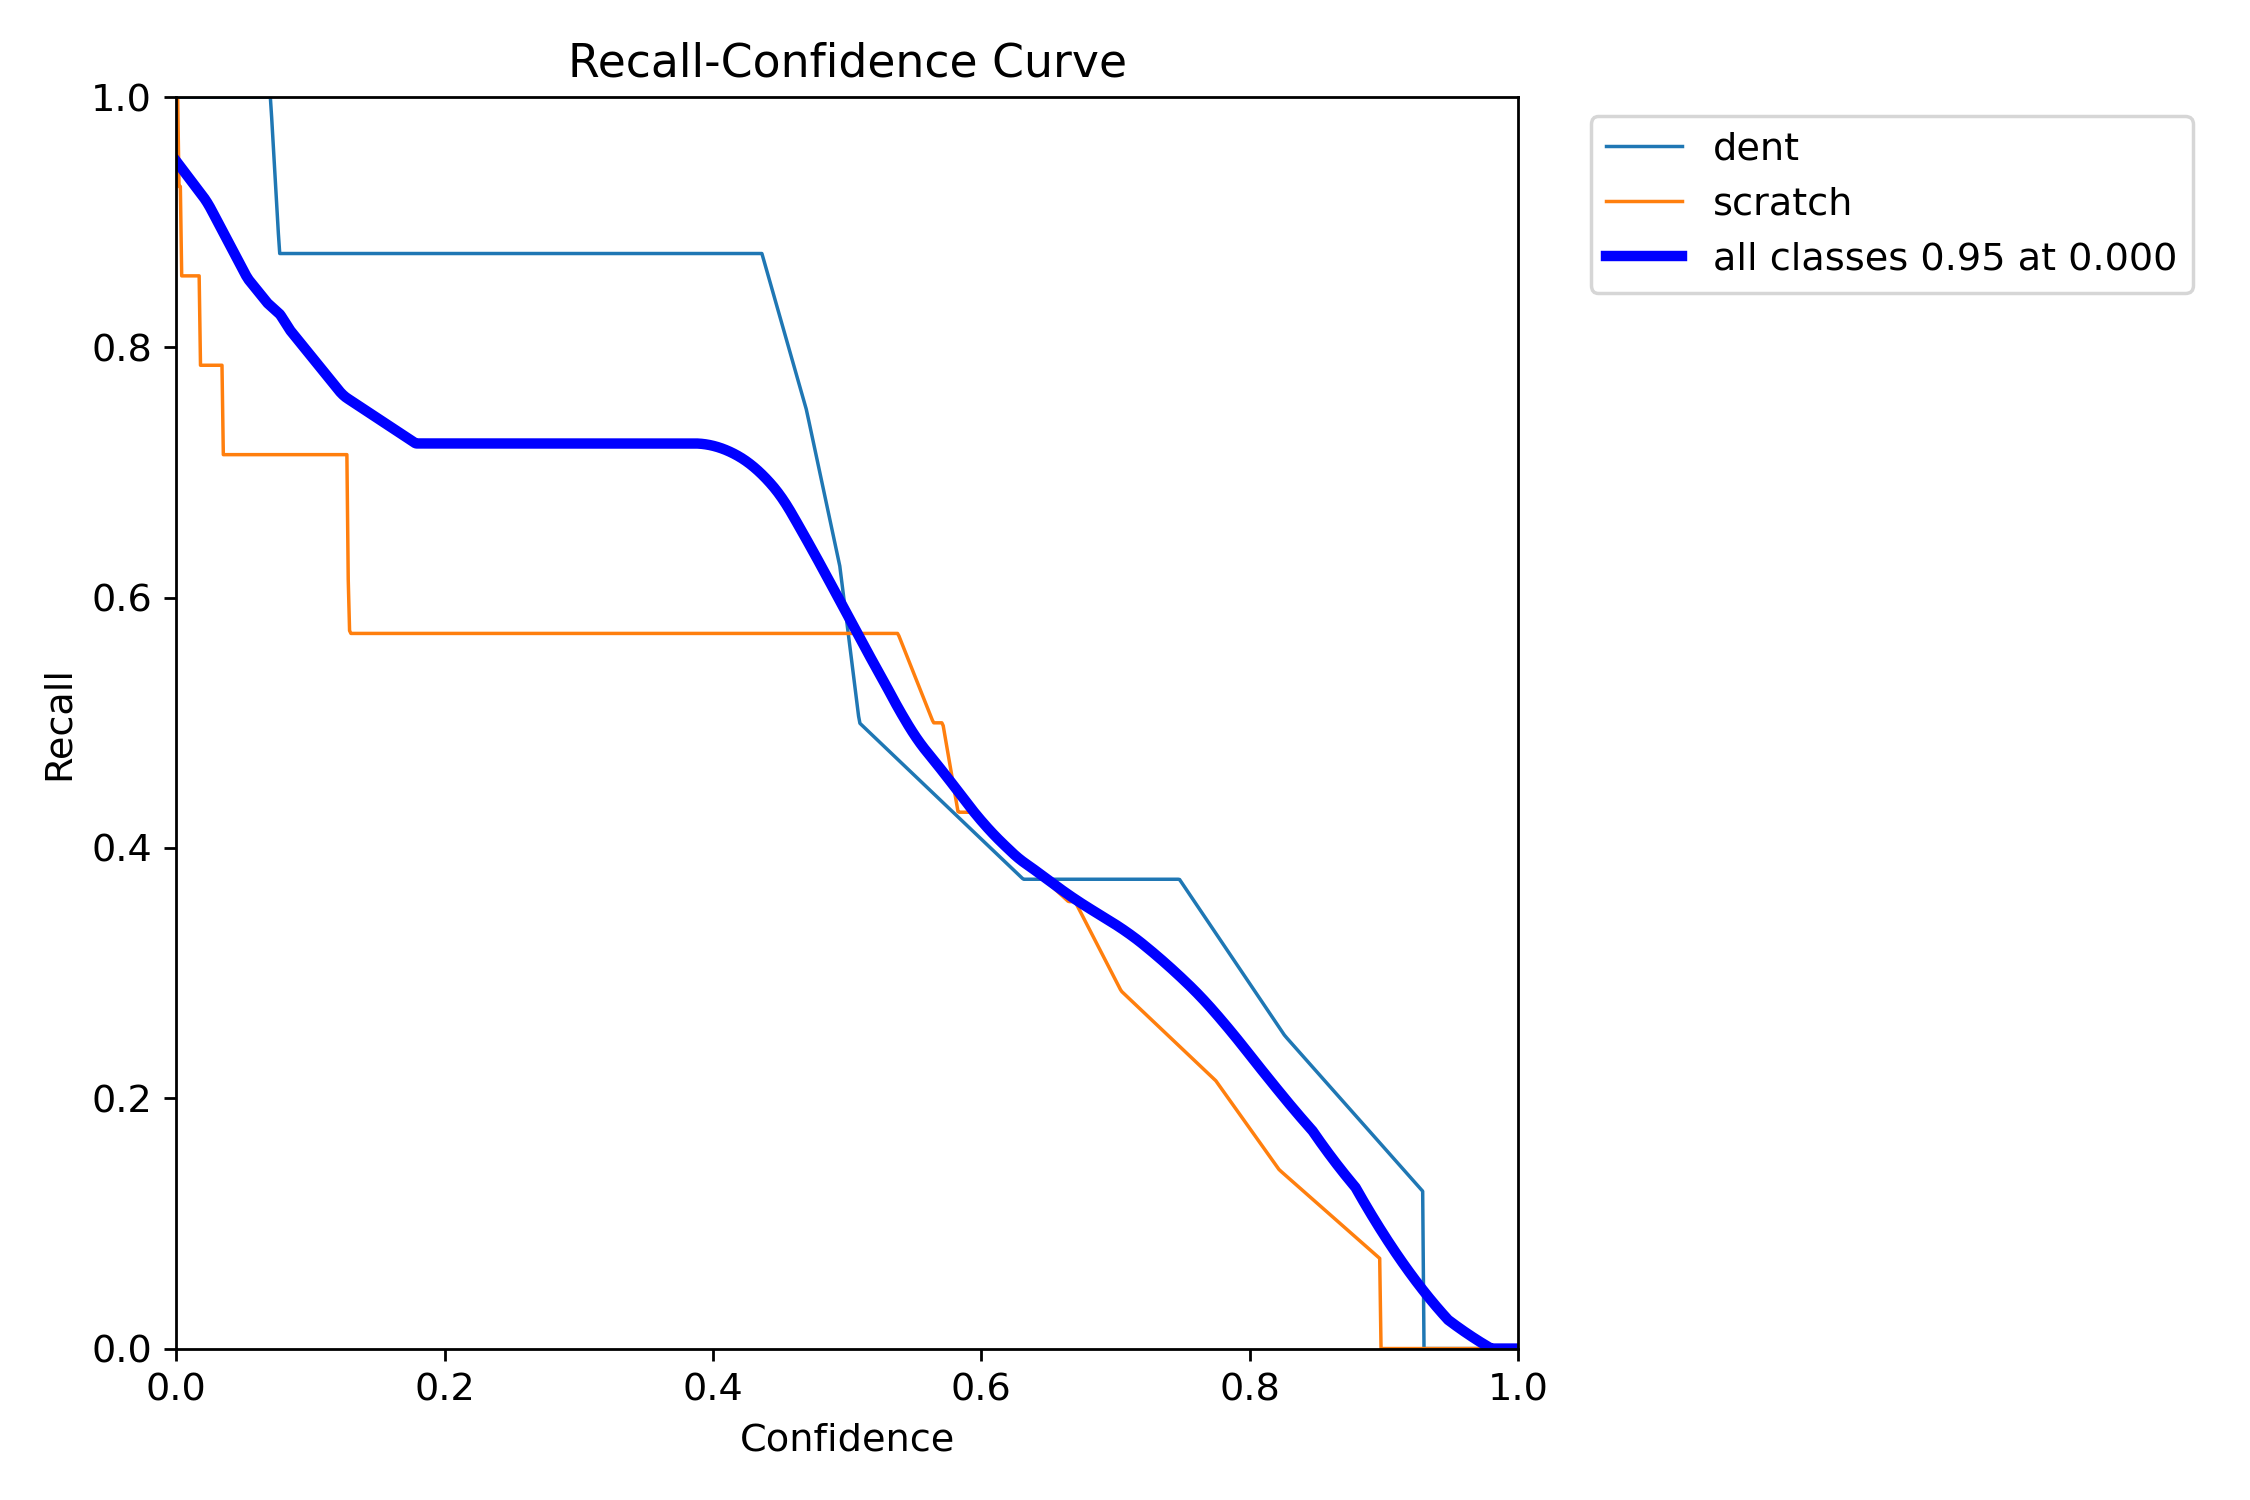 Recall-Confidence Curve
1.0
0.8
0.6
0.4
0.2
0.0
Recall
0.0 0.2 0.4 0.6 0.8 1.0
Confidence
dent
scratch
all classes 0.95 at 0.000